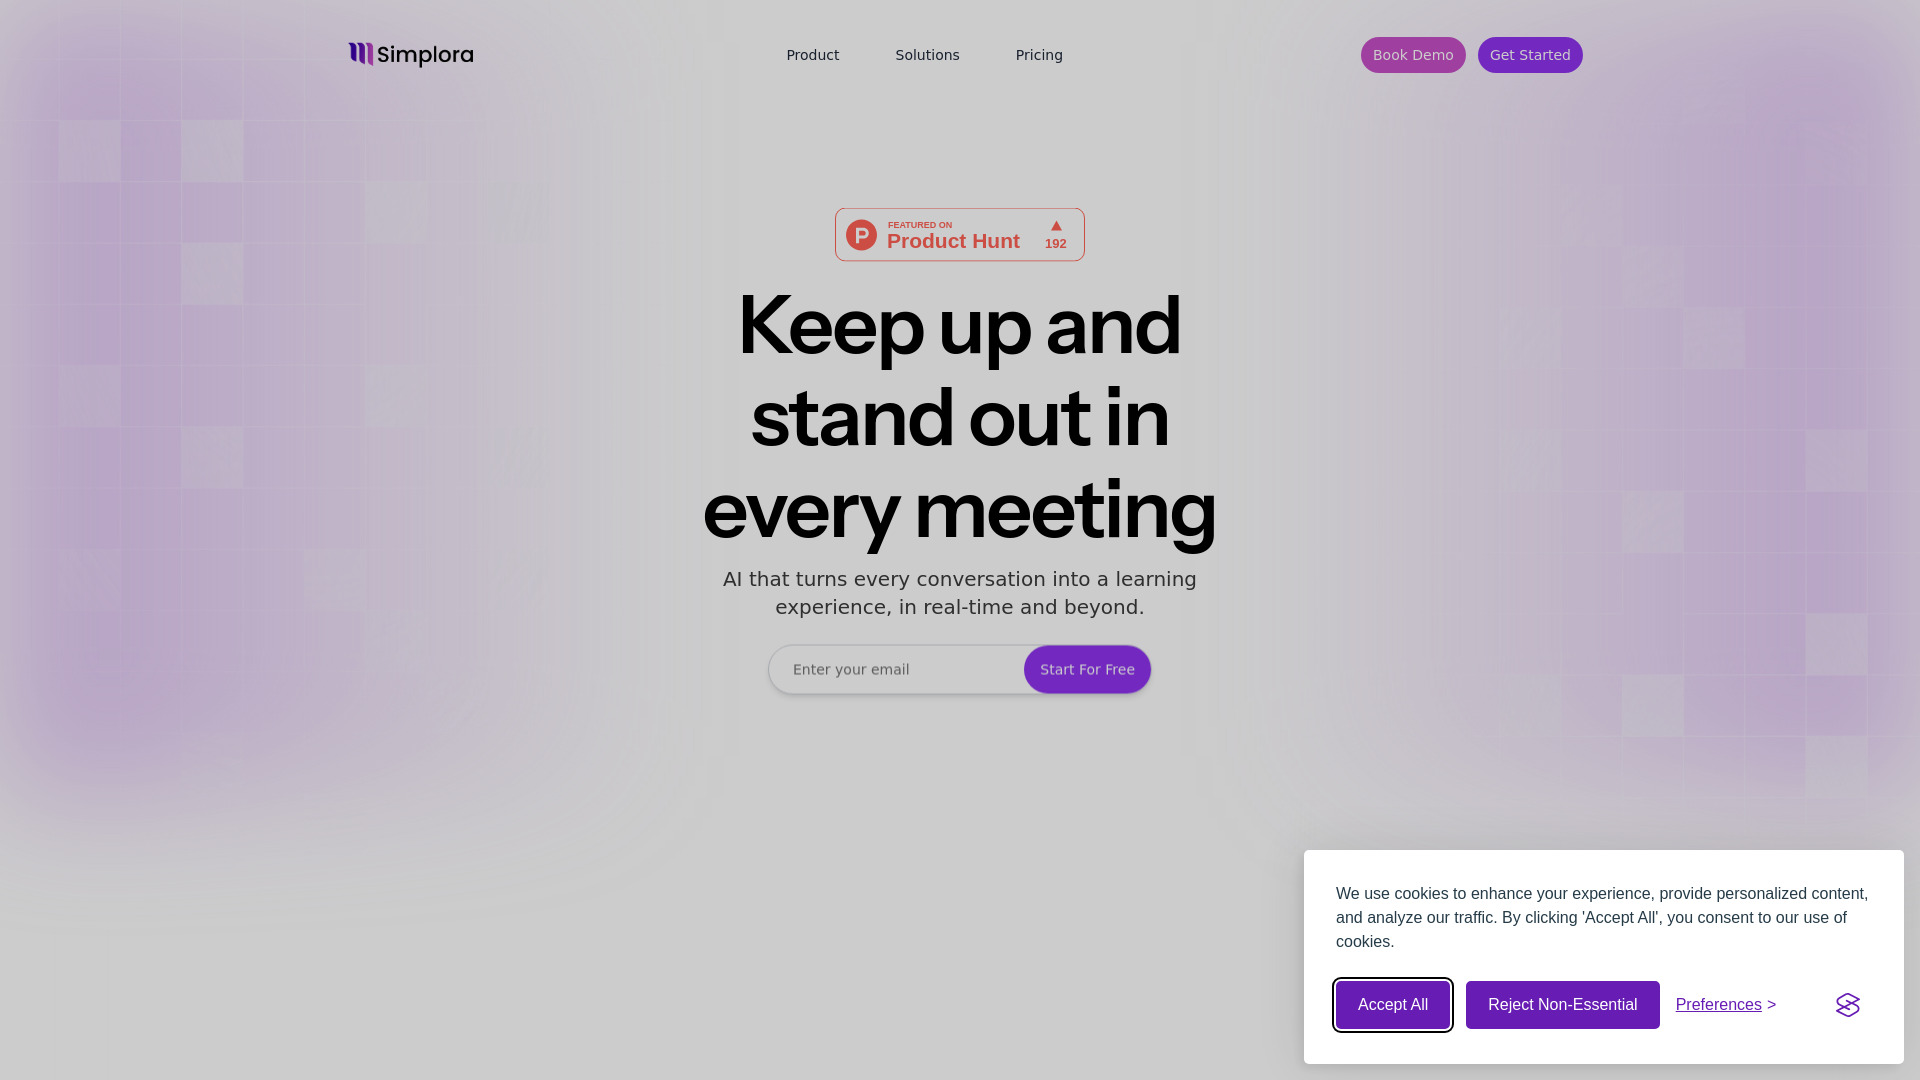 Simplora
Product
Solutions
Pricing
Book Demo
Get Started
FEATURED ON
Product Hunt
192
Keep up and
stand out in
every meeting
AI that turns every conversation into a learning
experience, in real-time and beyond.
Enter your email
Start For Free
We use cookies to enhance your experience, provide personalized content,
and analyze our traffic. By clicking 'Accept All', you consent to our use of
cookies.
Accept All
Reject Non-Essential
Preferences >